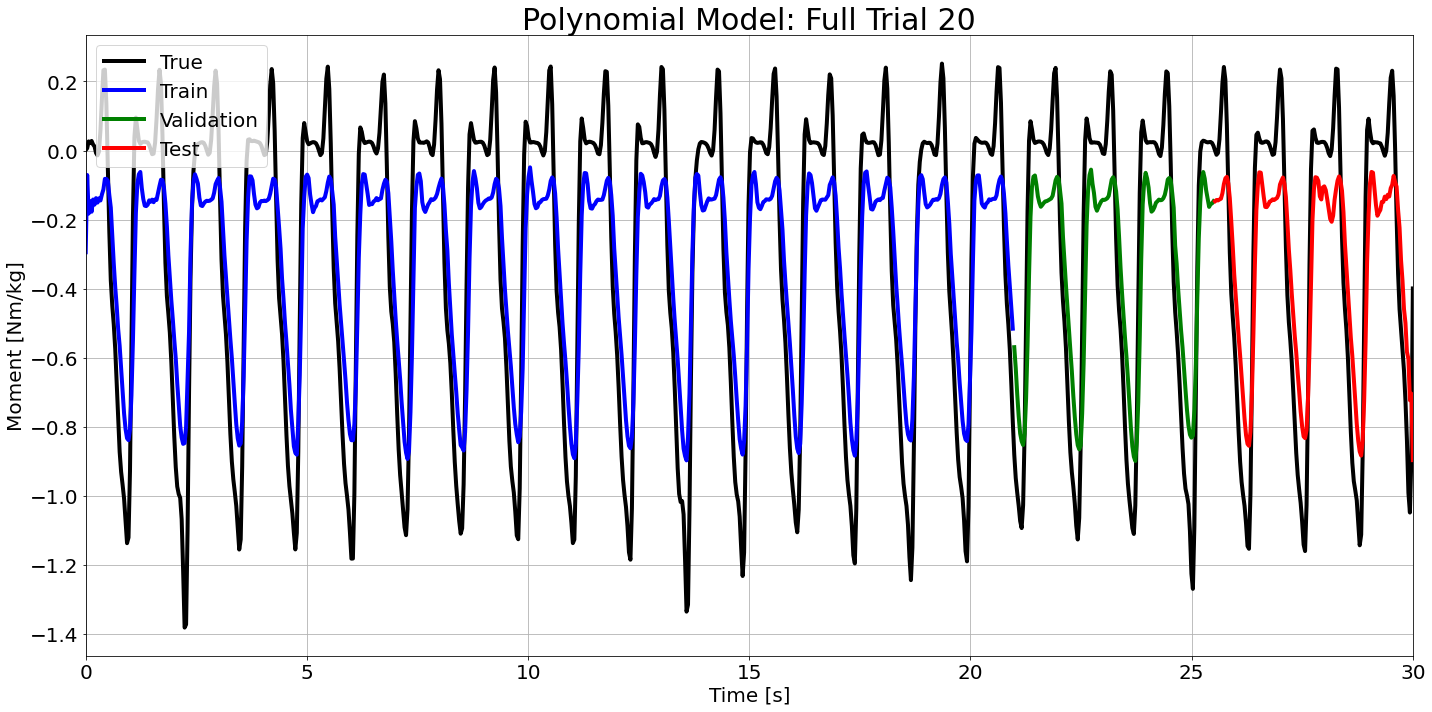 Polynomial Model: Full Trial 20
True
Train
Validation
Test
Moment [Nm/kg]
0.2
0.0
−0.2
−0.4
−0.6
−0.8
−1.0
−1.2
−1.4
0 5 10 15 20 25 30
Time [s]